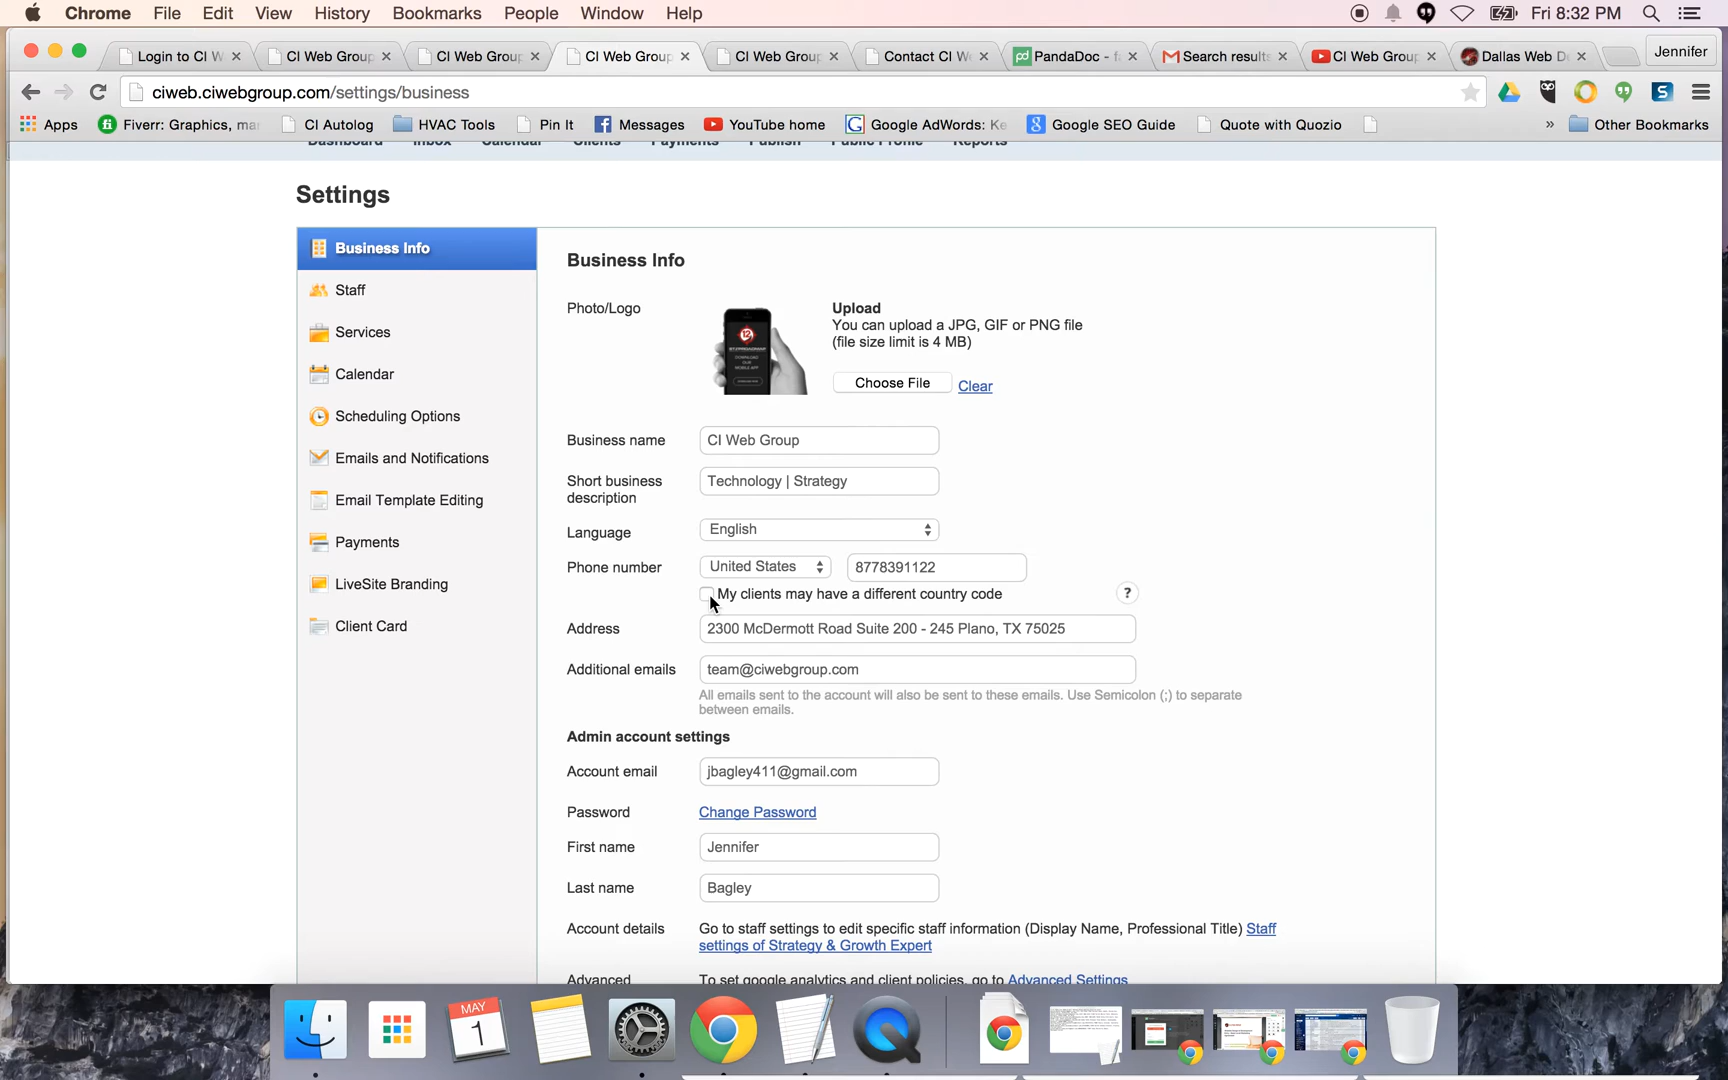 Chrome File Edit View History Bookmarks People Window Help Fri 8:32 PM
Login to CI W CI Web Group CI Web Group CI Web Group CI Web Group Contact CI We PandaDoc - f Search results CI Web Group Dallas Web De Jennifer
ciweb.ciwebgroup.com/settings/business
Apps Fiverr: Graphics, mar CI Autolog HVAC Tools Pin It Messages YouTube home Google AdWords: Ke Google SEO Guide Quote with Quozio » Other Bookmarks
Dashboard Inbox Calendar Clients Payments Publish Public Profile Reports
Settings
Business Info
Staff
Services
Calendar
Scheduling Options
Emails and Notifications
Email Template Editing
Payments
LiveSite Branding
Client Card
Business Info
Photo/Logo
12
Upload
You can upload a JPG, GIF or PNG file
(file size limit is 4 MB)
Choose File Clear
Business name CI Web Group
Short business description Technology | Strategy
Language English
Phone number United States 8778391122
My clients may have a different country code ?
Address 2300 McDermott Road Suite 200 - 245 Plano, TX 75025
Additional emails team@ciwebgroup.com
All emails sent to the account will also be sent to these emails. Use Semicolon (;) to separate
between emails.
Admin account settings
Account email jbagley411@gmail.com
Password Change Password
First name Jennifer
Last name Bagley
Account details Go to staff settings to edit specific staff information (Display Name, Professional Title) Staff
settings of Strategy & Growth Expert
Advanced To set google analytics and client policies, go to Advanced Settings
MAY
1